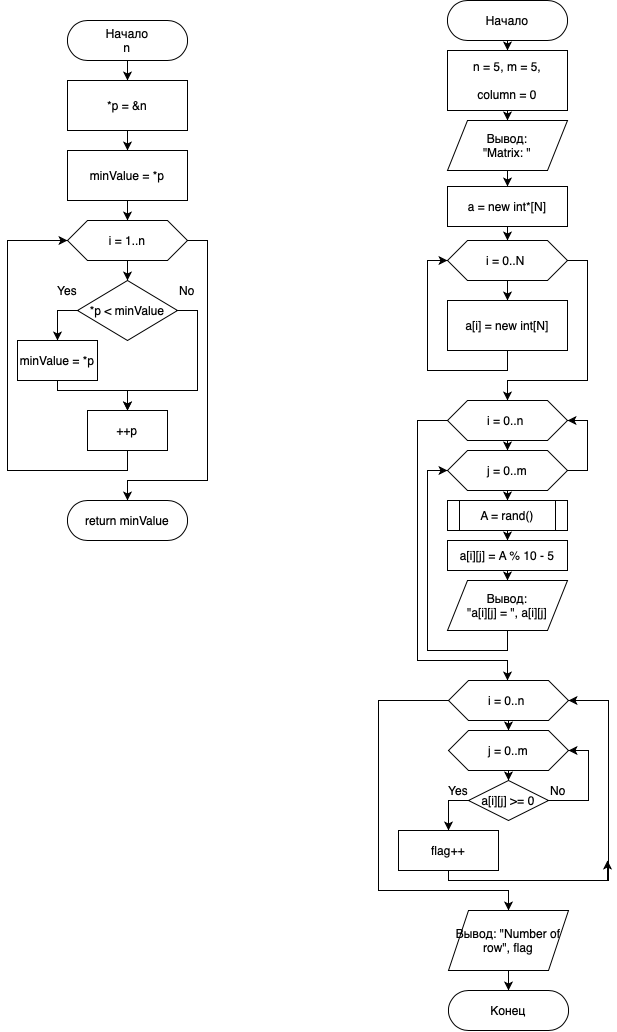 Начало
n
*p = &n
minValue = *p
i = 1..n
Yes
No
*p < minValue
minValue = *p
++p
return minValue
Начало
n = 5, m = 5,
column = 0
Вывод:
"Matrix: "
a = new int*[N]
i = 0..N
a[i] = new int[N]
i = 0..n
j = 0..m
A = rand()
a[i][j] = A % 10 - 5
Вывод:
"a[i][j] = ", a[i][j]
i = 0..n
j = 0..m
Yes
No
a[i][j] >= 0
flag++
Вывод: "Number of
row", flag
Конец